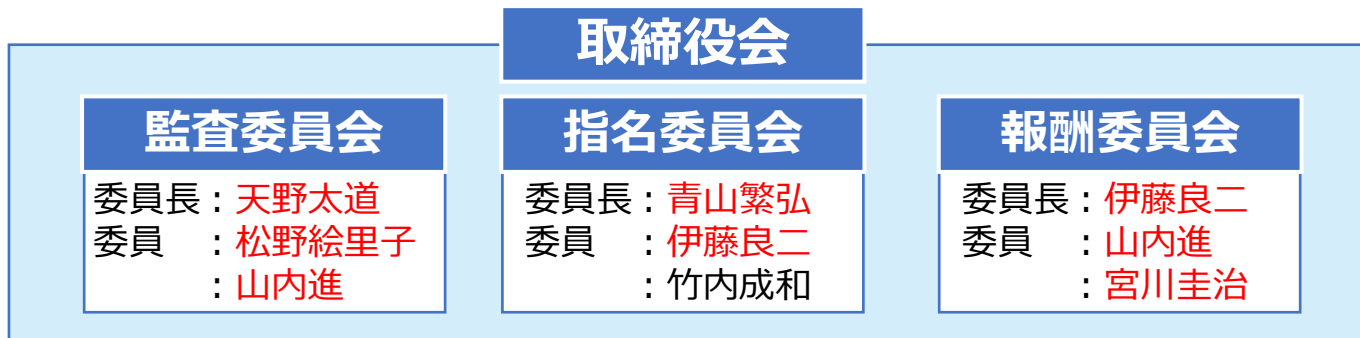 取締役会
監査委員会
委員長：天野太道
委員　：松野絵里子
：山内進
指名委員会
委員長：青山繁弘
委員　：伊藤良二
：竹内成和
報酬委員会
委員長：伊藤良二
委員　：山内進
：宮川圭治